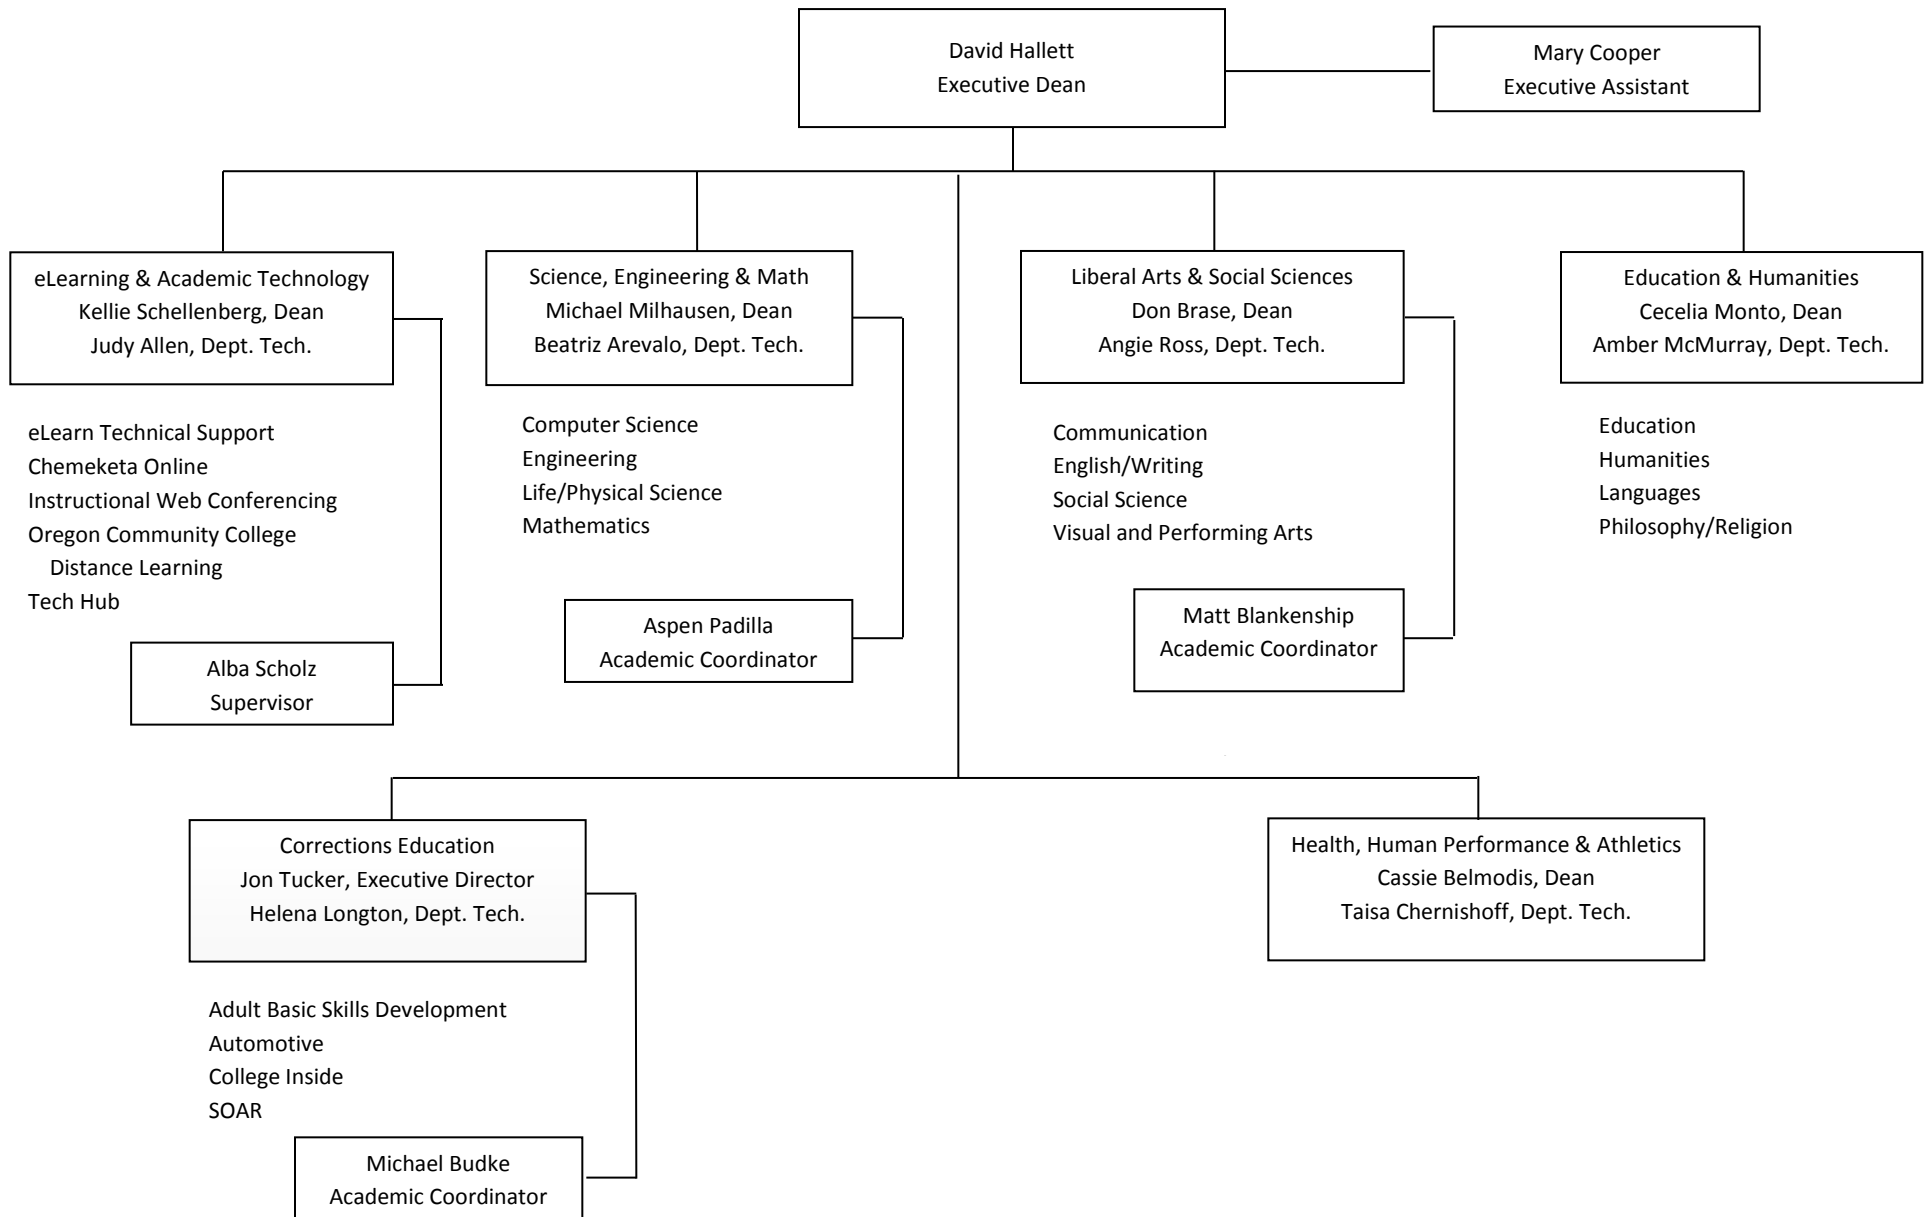 David Hallett
Executive Dean
Mary Cooper
Executive Assistant
eLearning & Academic Technology
Kellie Schellenberg, Dean
Judy Allen, Dept. Tech.
Science, Engineering & Math
Michael Milhausen, Dean
Beatriz Arevalo, Dept. Tech.
Liberal Arts & Social Sciences
Don Brase, Dean
Angie Ross, Dept. Tech.
Education & Humanities
Cecelia Monto, Dean
Amber McMurray, Dept. Tech.
eLearn Technical Support
Chemeketa Online
Instructional Web Conferencing
Oregon Community College
Distance Learning
Tech Hub
Computer Science
Engineering
Life/Physical Science
Mathematics
Communication
English/Writing
Social Science
Visual and Performing Arts
Education
Humanities
Languages
Philosophy/Religion
Alba Scholz
Supervisor
Aspen Padilla
Academic Coordinator
Matt Blankenship
Academic Coordinator
Corrections Education
Jon Tucker, Executive Director
Helena Longton, Dept. Tech.
Health, Human Performance & Athletics
Cassie Belmodis, Dean
Taisa Chernishoff, Dept. Tech.
Adult Basic Skills Development
Automotive
College Inside
SOAR
Michael Budke
Academic Coordinator